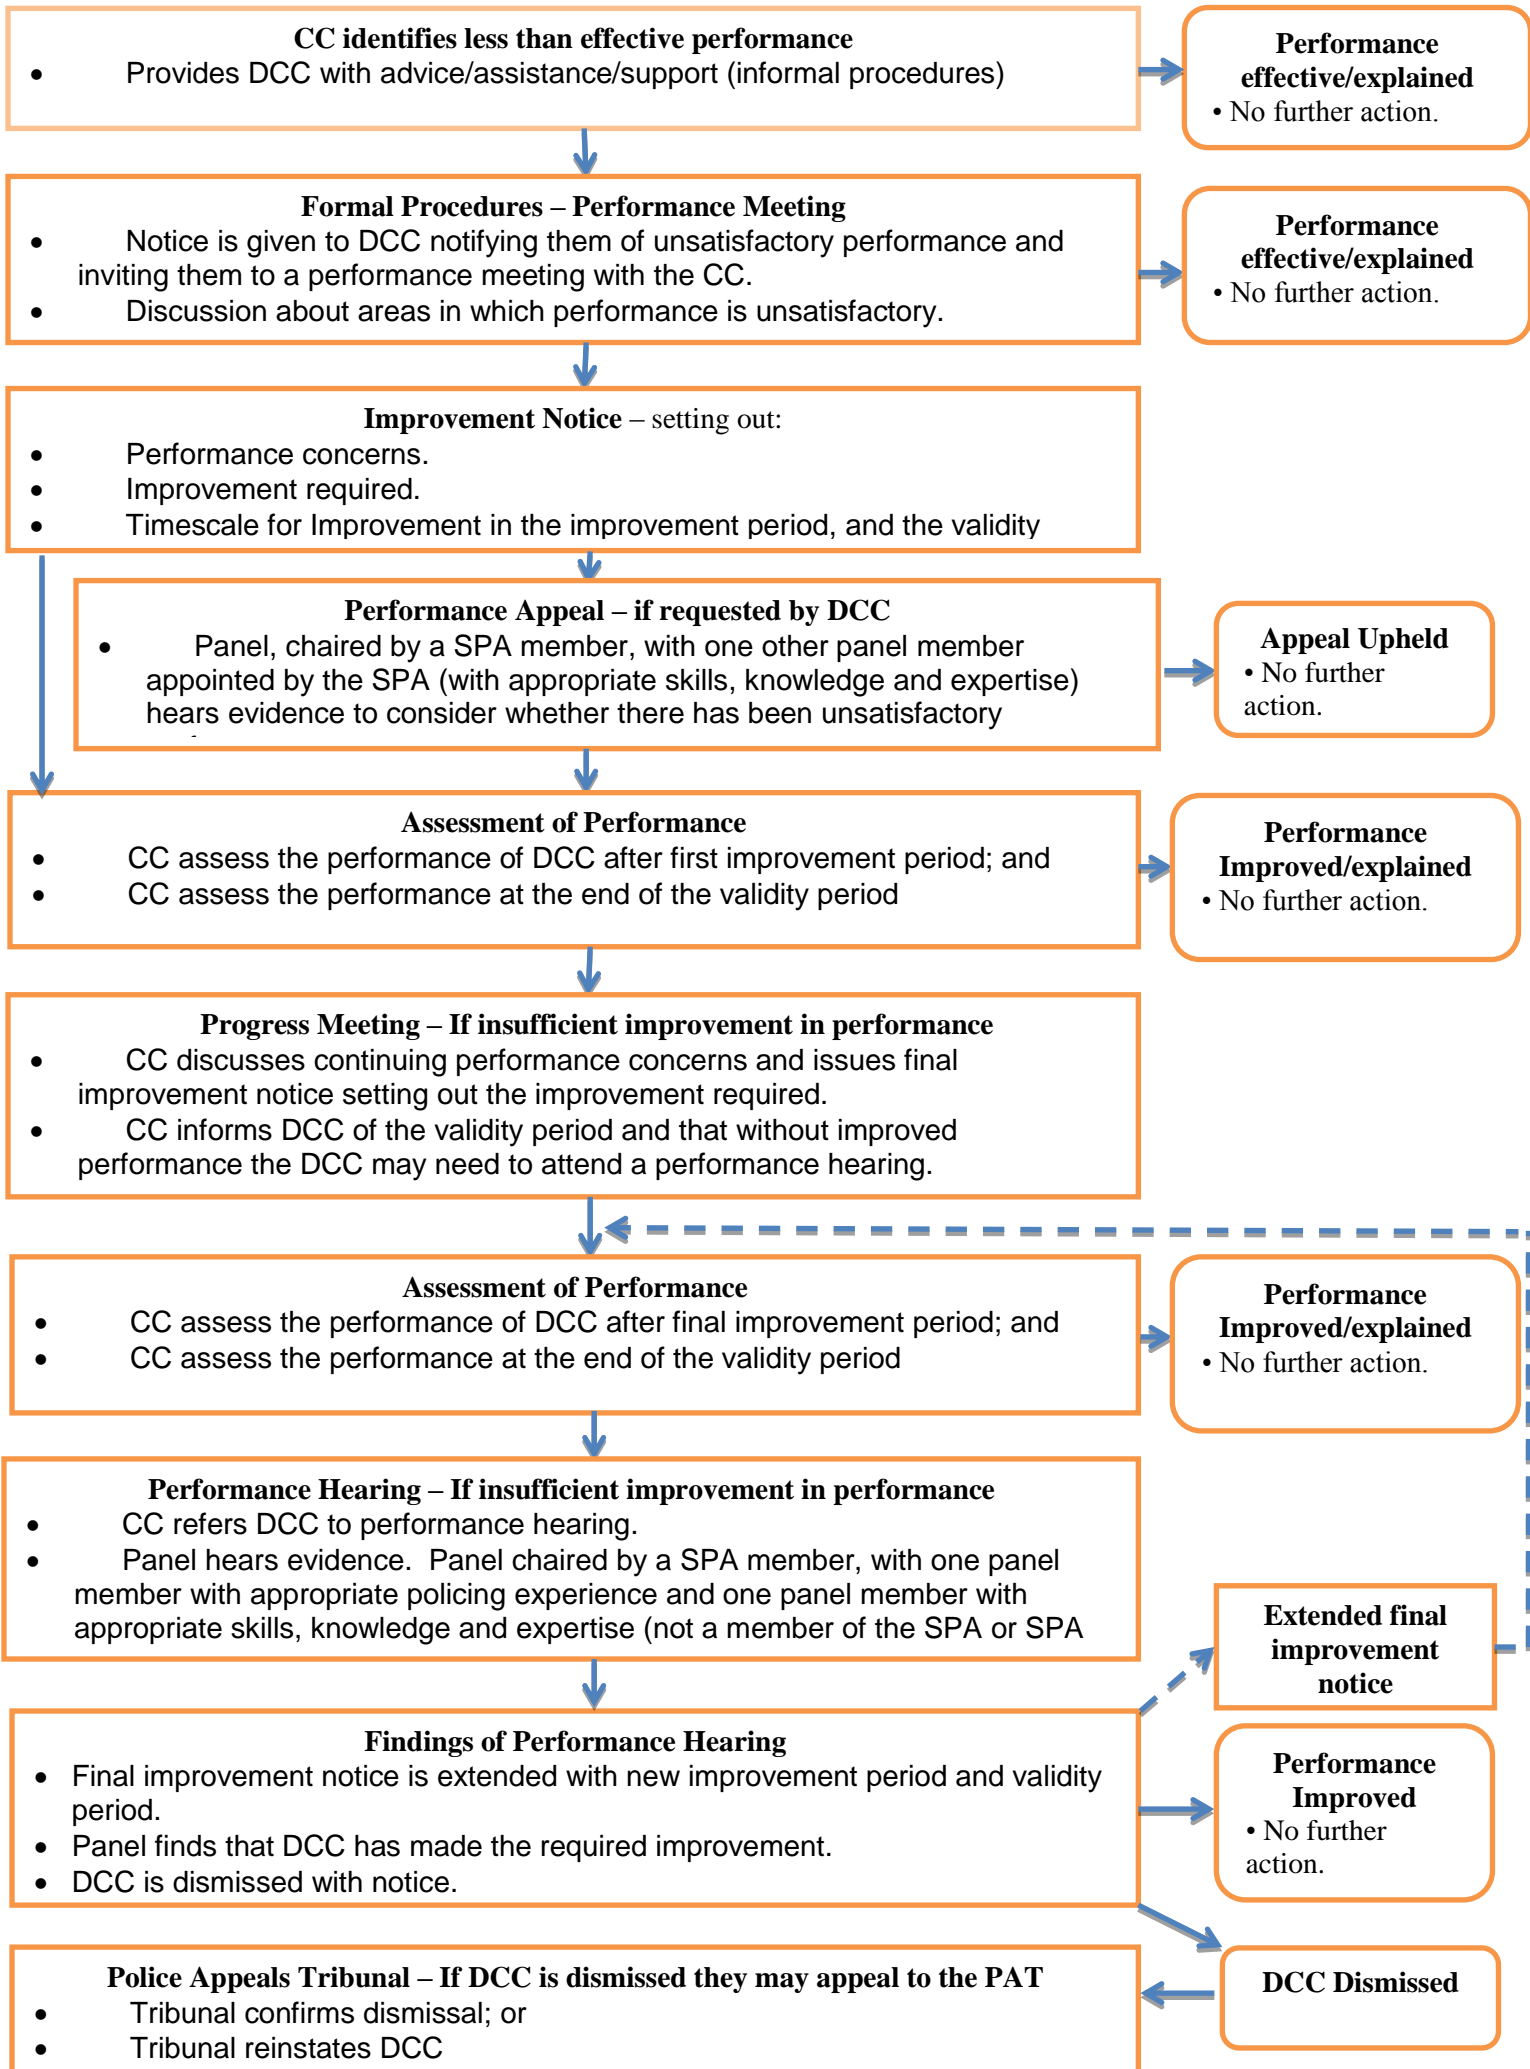 CC identifies less than effective performance
• Provides DCC with advice/assistance/support (informal procedures)
Performance
effective/explained
• No further action.
Formal Procedures – Performance Meeting
• Notice is given to DCC notifying them of unsatisfactory performance and
inviting them to a performance meeting with the CC.
• Discussion about areas in which performance is unsatisfactory.
Performance
effective/explained
• No further action.
Improvement Notice – setting out:
• Performance concerns.
• Improvement required.
• Timescale for Improvement in the improvement period, and the validity
Performance Appeal – if requested by DCC
• Panel, chaired by a SPA member, with one other panel member
appointed by the SPA (with appropriate skills, knowledge and expertise)
hears evidence to consider whether there has been unsatisfactory
Appeal Upheld
• No further
action.
Assessment of Performance
• CC assess the performance of DCC after first improvement period; and
• CC assess the performance at the end of the validity period
Performance
Improved/explained
• No further action.
Progress Meeting – If insufficient improvement in performance
• CC discusses continuing performance concerns and issues final
improvement notice setting out the improvement required.
• CC informs DCC of the validity period and that without improved
performance the DCC may need to attend a performance hearing.
Assessment of Performance
• CC assess the performance of DCC after final improvement period; and
• CC assess the performance at the end of the validity period
Performance
Improved/explained
• No further action.
Performance Hearing – If insufficient improvement in performance
• CC refers DCC to performance hearing.
• Panel hears evidence. Panel chaired by a SPA member, with one panel
member with appropriate policing experience and one panel member with
appropriate skills, knowledge and expertise (not a member of the SPA or SPA
Extended final
improvement
notice
Findings of Performance Hearing
• Final improvement notice is extended with new improvement period and validity
period.
• Panel finds that DCC has made the required improvement.
• DCC is dismissed with notice.
Performance
Improved
• No further
action.
DCC Dismissed
Police Appeals Tribunal – If DCC is dismissed they may appeal to the PAT
• Tribunal confirms dismissal; or
• Tribunal reinstates DCC